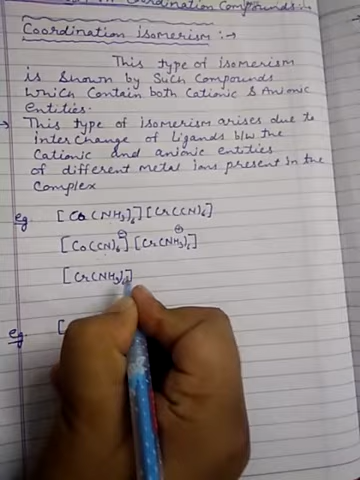 In Coordination Compounds:-
Coordination isomerism :→
This type of isomerism
is Shown by Such Compounds
Which Contain both Cationic & Anionic
Entities.
→ This type of isomerism arises due to
interchange of Ligands b/w the
Cationic and anionic entities
of different metal ions present in the
Complex
eg. [Co(NH₃)₆][Cr(CN)₆]
[Co(CN)₆]⊖ [Cr(NH₃)₆]⊕
[Cr(NH₃)₆]
eg. [